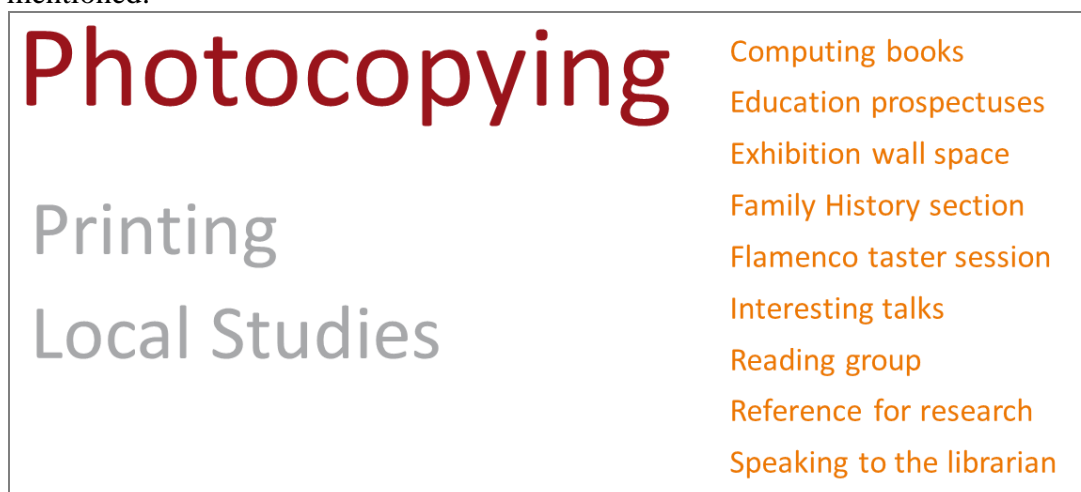 mentioned.
Photocopying
Printing
Local Studies
Computing books
Education prospectuses
Exhibition wall space
Family History section
Flamenco taster session
Interesting talks
Reading group
Reference for research
Speaking to the librarian